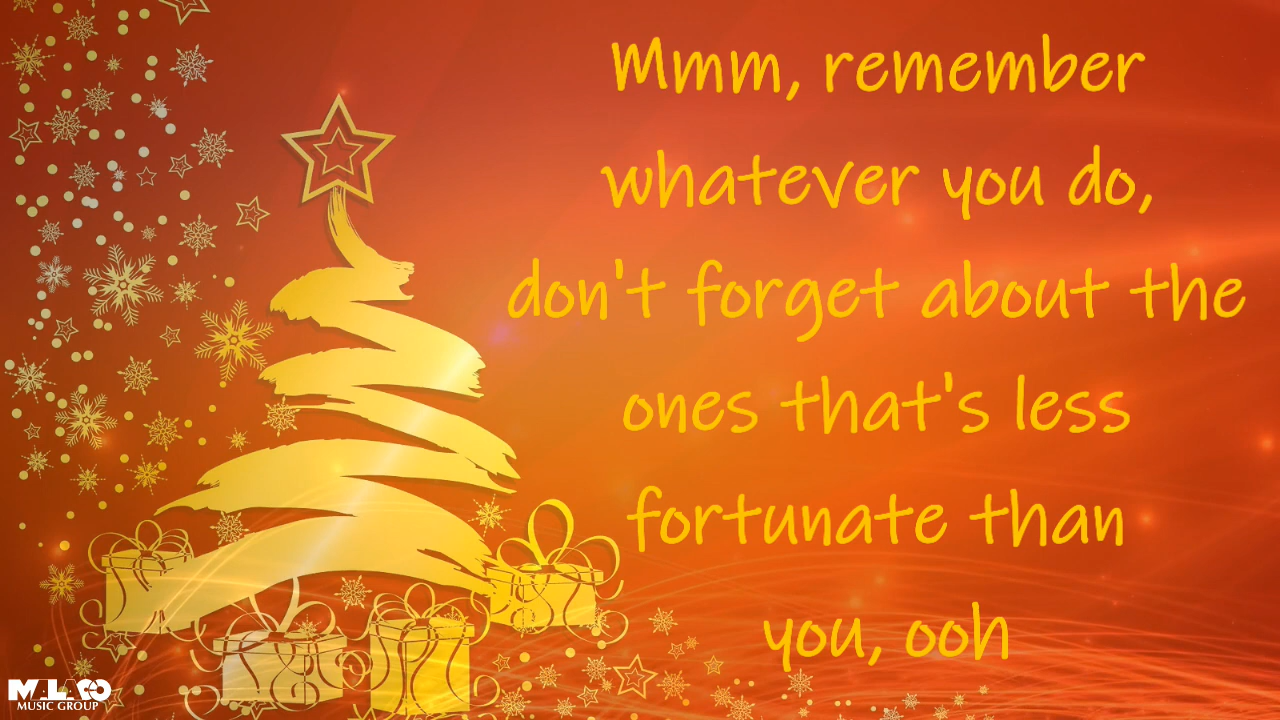 Mmm, remember
whatever you do,
don't forget about the
ones that's less
fortunate than
you, ooh
MALACO
MUSIC GROUP